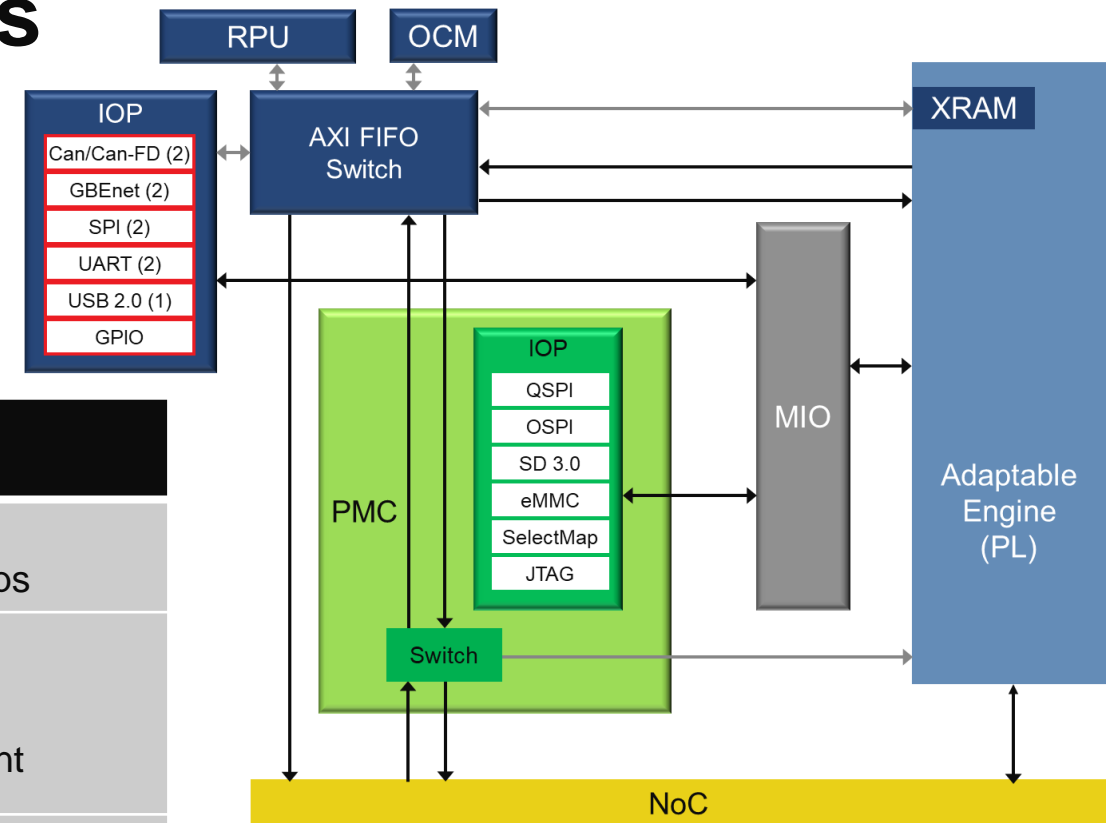 s
RPU
OCM
IOP
Can/Can-FD (2)
GBEnet (2)
SPI (2)
UART (2)
USB 2.0 (1)
GPIO
AXI FIFO
Switch
XRAM
MIO
Adaptable
Engine
(PL)
PMC
IOP
QSPI
OSPI
SD 3.0
eMMC
SelectMap
JTAG
Switch
NoC
os
nt